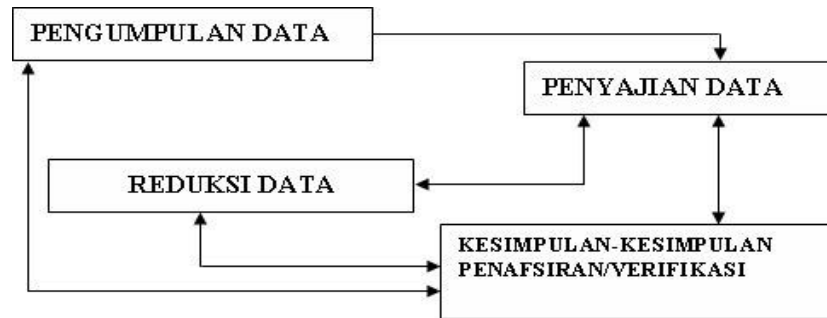 PENGUMPULAN DATA
PENYAJIAN DATA
REDUKSI DATA
KESIMPULAN-KESIMPULAN
PENAFSIRAN/VERIFIKASI